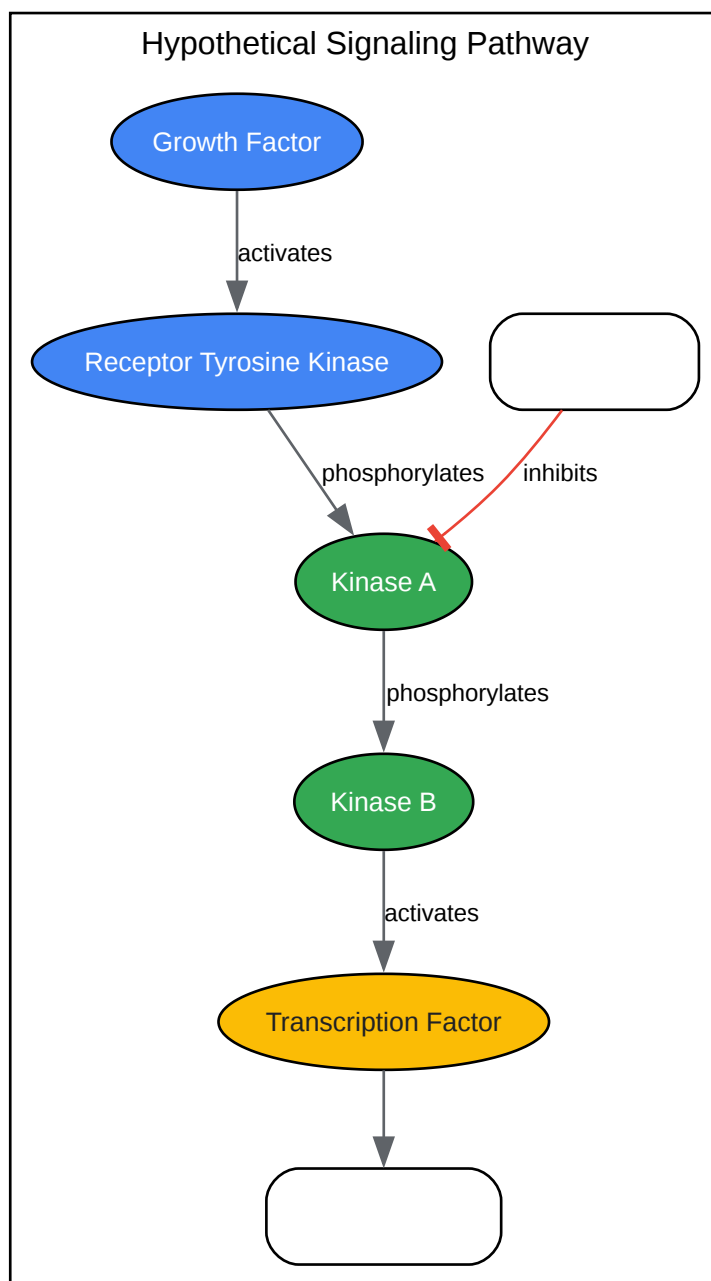 Hypothetical Signaling Pathway
Growth Factor
activates
Receptor Tyrosine Kinase
phosphorylates
inhibits
Kinase A
phosphorylates
Kinase B
activates
Transcription Factor